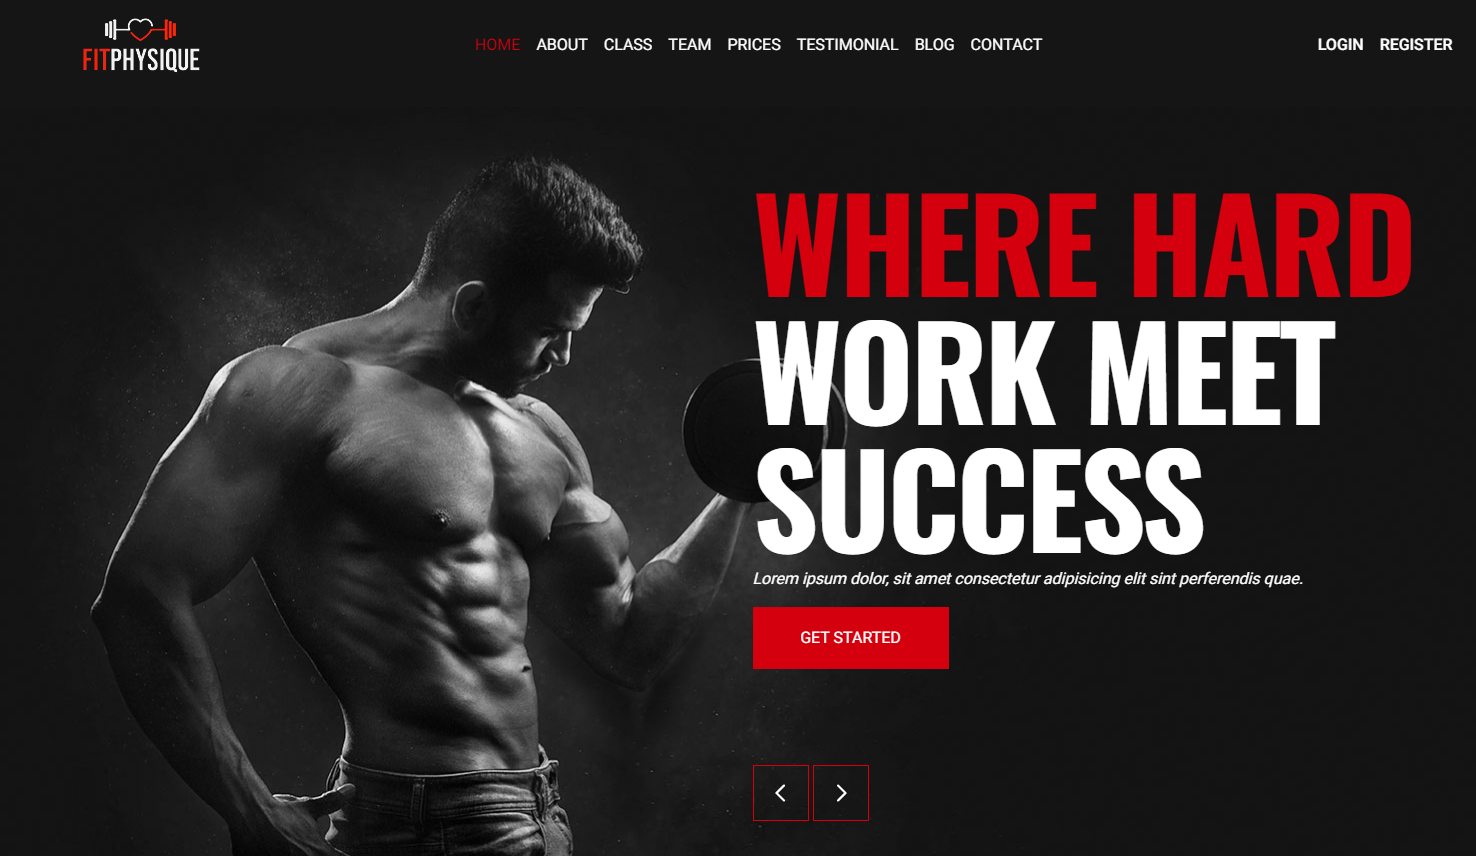 FITPHYSIQUE
HOME ABOUT CLASS TEAM PRICES TESTIMONIAL BLOG CONTACT
LOGIN REGISTER
WHERE HARD
WORK MEET
SUCCESS
Lorem ipsum dolor, sit amet consectetur adipisicing elit sint perferendis quae.
GET STARTED